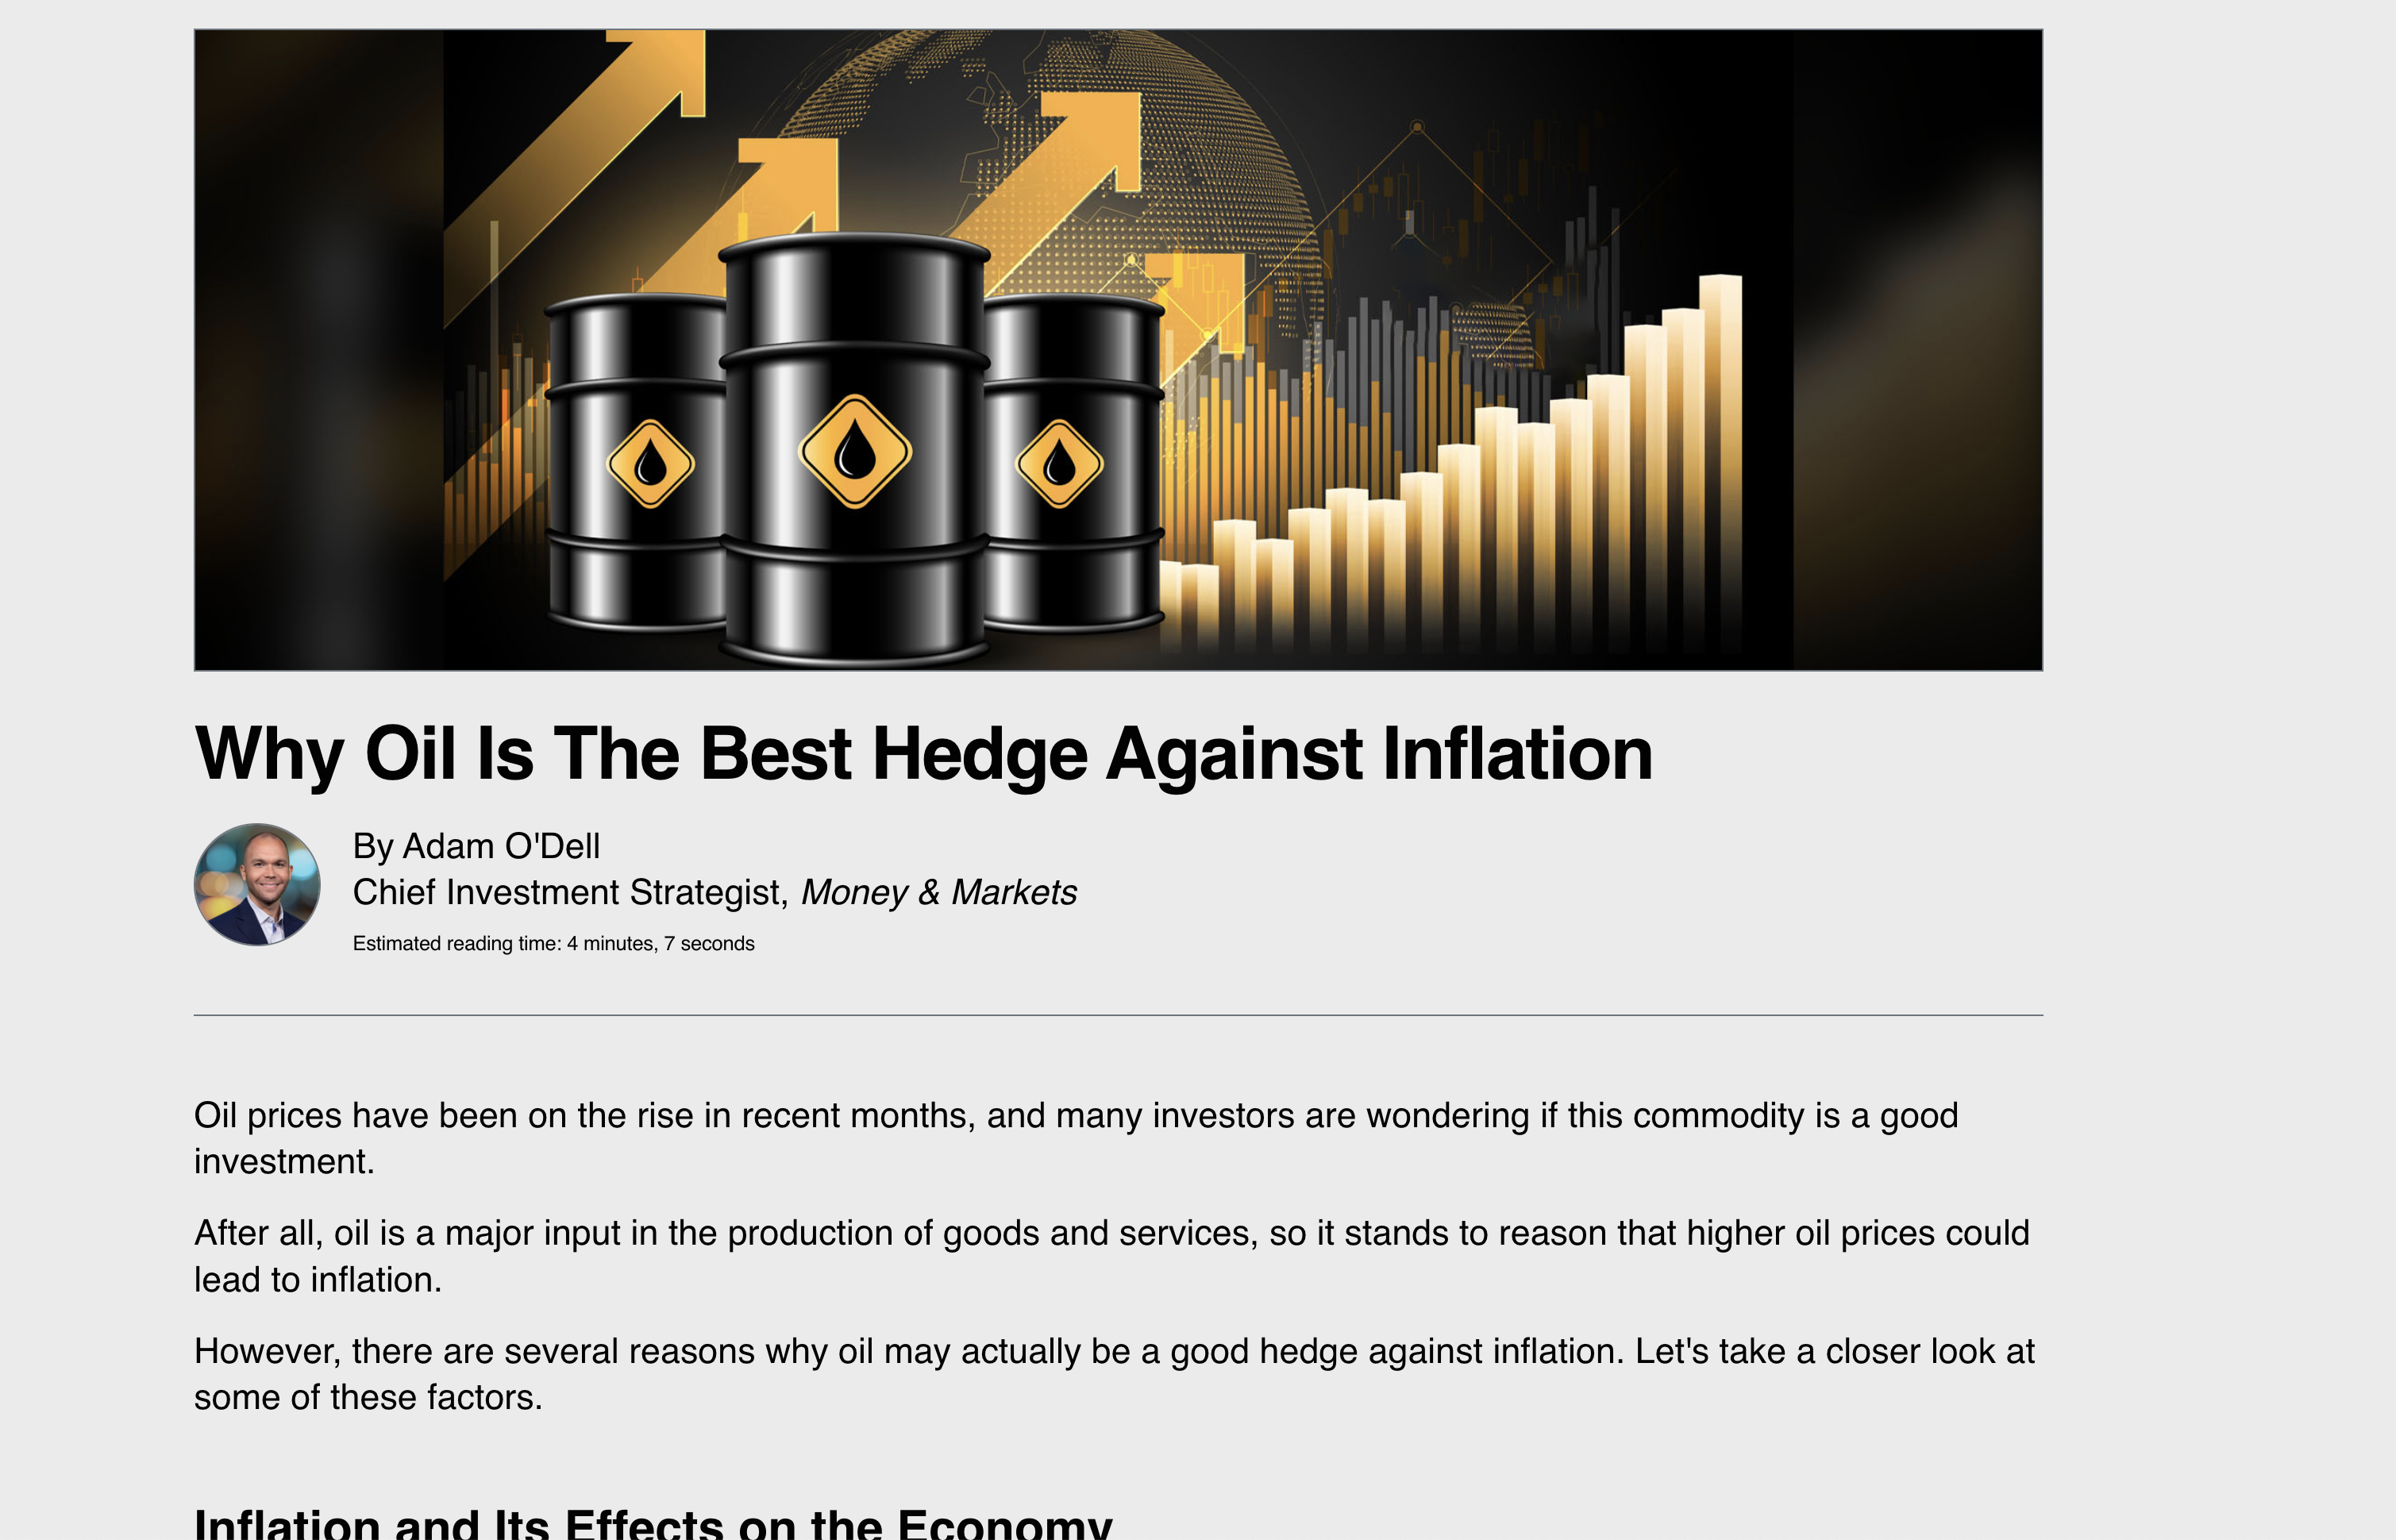 Why Oil Is The Best Hedge Against Inflation
By Adam O'Dell
Chief Investment Strategist, Money & Markets
Estimated reading time: 4 minutes, 7 seconds
Oil prices have been on the rise in recent months, and many investors are wondering if this commodity is a good
investment.
After all, oil is a major input in the production of goods and services, so it stands to reason that higher oil prices could
lead to inflation.
However, there are several reasons why oil may actually be a good hedge against inflation. Let's take a closer look at
some of these factors.
Inflation and Its Effects on the Economy